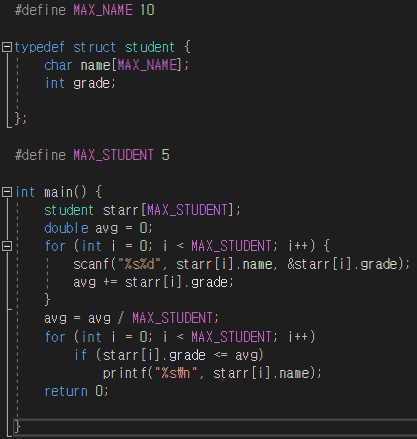 #define MAX_NAME 10
typedef struct student {
char name[MAX_NAME];
int grade;
};
#define MAX_STUDENT 5
int main() {
student starr[MAX_STUDENT];
double avg = 0;
for (int i = 0; i < MAX_STUDENT; i++) {
scanf("%s%d", starr[i].name, &starr[i].grade);
avg += starr[i].grade;
}
avg = avg / MAX_STUDENT;
for (int i = 0; i < MAX_STUDENT; i++)
if (starr[i].grade <= avg)
printf("%s₩n", starr[i].name);
return 0;
}